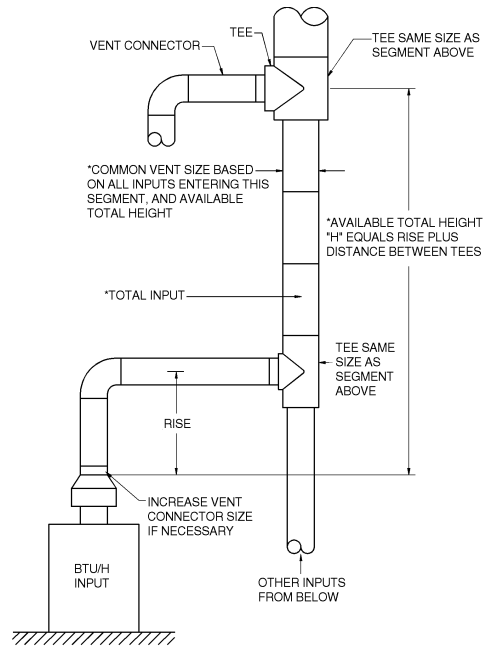 TEE
VENT CONNECTOR
TEE SAME SIZE AS
SEGMENT ABOVE
*COMMON VENT SIZE BASED
ON ALL INPUTS ENTERING THIS
SEGMENT, AND AVAILABLE
TOTAL HEIGHT
*AVAILABLE TOTAL HEIGHT
"H" EQUALS RISE PLUS
DISTANCE BETWEEN TEES
*TOTAL INPUT
TEE SAME
SIZE AS
SEGMENT
ABOVE
RISE
INCREASE VENT
CONNECTOR SIZE
IF NECESSARY
BTU/H
INPUT
OTHER INPUTS
FROM BELOW